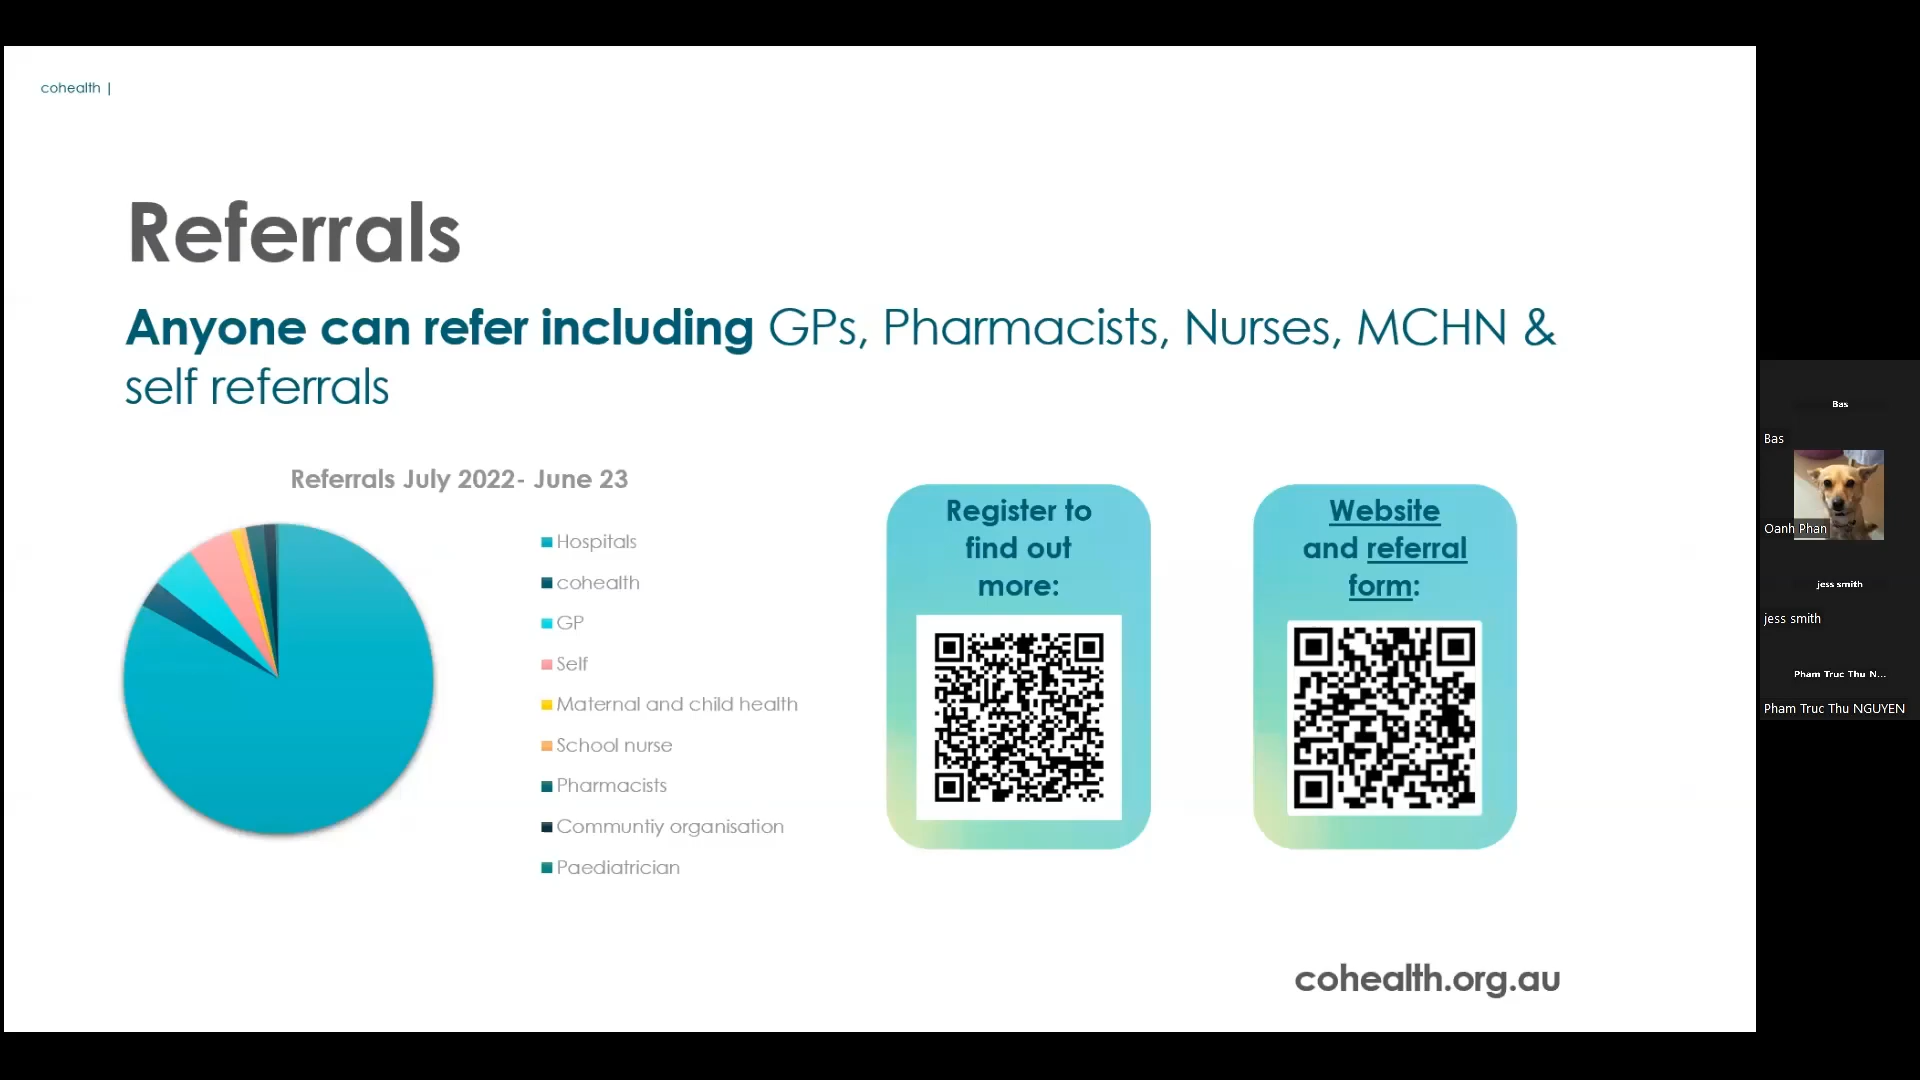 cohealth |
Referrals
Anyone can refer including GPs, Pharmacists, Nurses, MCHN &
self referrals
Referrals July 2022- June 23
Hospitals
cohealth
GP
Self
Maternal and child health
School nurse
Pharmacists
Communtiy organisation
Paediatrician
Register to
find out
more:
Website
and referral
form:
cohealth.org.au
Bas
Bas
Oanh Phan
jess smith
jess smith
Pham Truc Thu N...
Pham Truc Thu NGUYEN